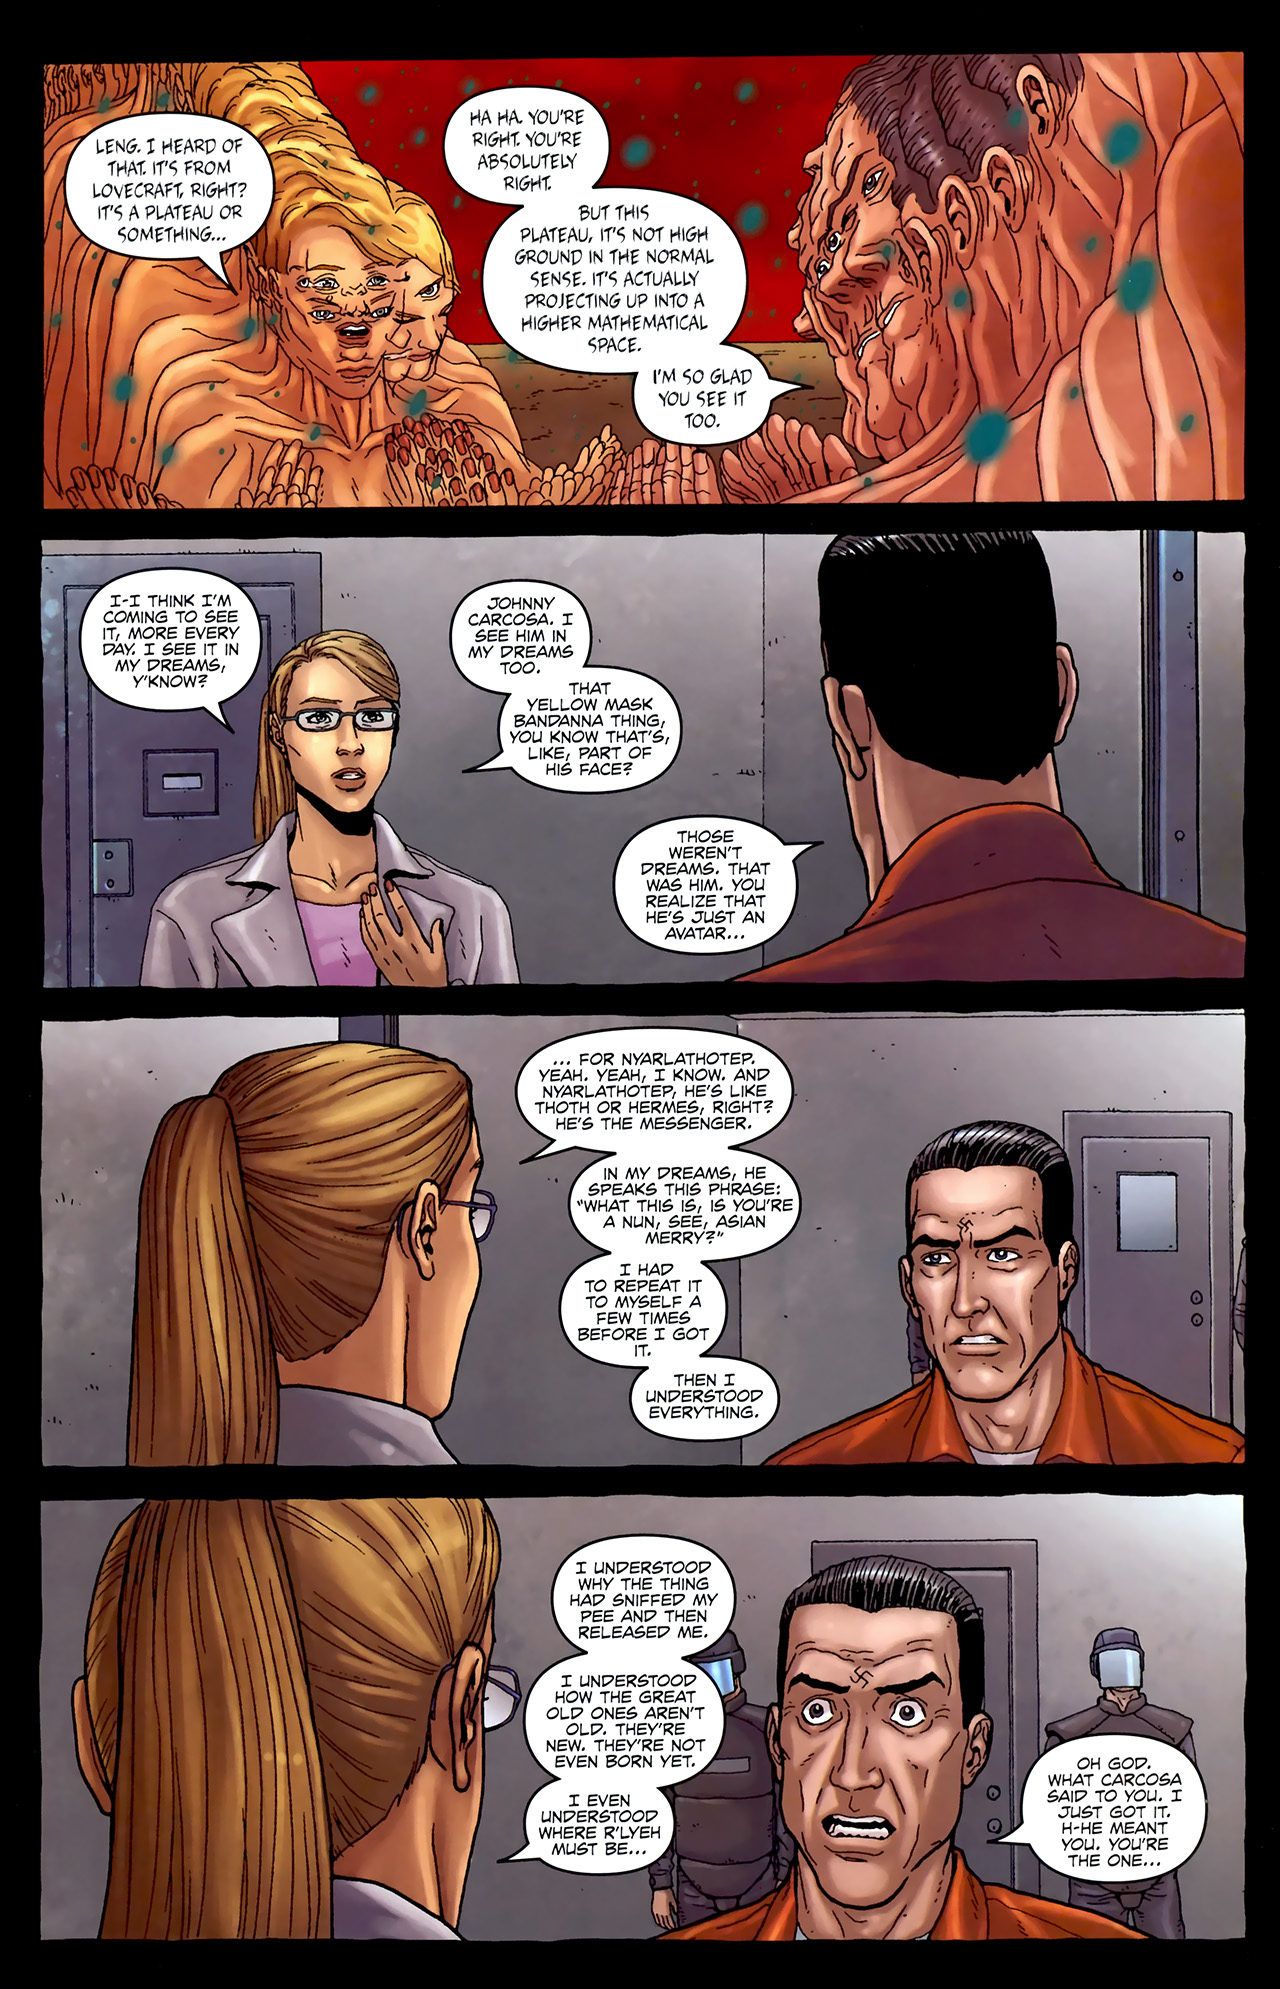 LENG. I HEARD OF
THAT. IT'S FROM
LOVECRAFT, RIGHT?
IT'S A PLATEAU OR
SOMETHING...
HA HA. YOU'RE
RIGHT. YOU'RE
ABSOLUTELY
RIGHT.
BUT THIS
PLATEAU, IT'S NOT HIGH
GROUND IN THE NORMAL
SENSE. IT'S ACTUALLY
PROJECTING UP INTO A
HIGHER MATHEMATICAL
SPACE.
I'M SO GLAD
YOU SEE IT
TOO.
I-I THINK I'M
COMING TO SEE
IT, MORE EVERY
DAY. I SEE IT IN
MY DREAMS,
Y'KNOW?
JOHNNY
CARCOSA. I
SEE HIM IN
MY DREAMS
TOO.
THAT
YELLOW MASK
BANDANNA THING,
YOU KNOW THAT'S,
LIKE, PART OF
HIS FACE?
THOSE
WEREN'T
DREAMS. THAT
WAS HIM. YOU
REALIZE THAT
HE'S JUST AN
AVATAR...
... FOR NYARLATHOTEP.
YEAH. YEAH, I KNOW. AND
NYARLATHOTEP, HE'S LIKE
THOTH OR HERMES, RIGHT?
HE'S THE MESSENGER.
IN MY DREAMS, HE
SPEAKS THIS PHRASE:
"WHAT THIS IS, IS YOU'RE
A NUN, SEE, ASIAN
MERRY?"
I HAD
TO REPEAT IT
TO MYSELF A
FEW TIMES
BEFORE I GOT
IT.
THEN I
UNDERSTOOD
EVERYTHING.
I UNDERSTOOD
WHY THE THING
HAD SNIFFED MY
PEE AND THEN
RELEASED ME.
I UNDERSTOOD
HOW THE GREAT
OLD ONES AREN'T
OLD. THEY'RE
NEW. THEY'RE NOT
EVEN BORN YET.
I EVEN
UNDERSTOOD
WHERE R'LYEH
MUST BE...
OH GOD.
WHAT CARCOSA
SAID TO YOU. I
JUST GOT IT.
H-HE MEANT
YOU. YOU'RE
THE ONE...